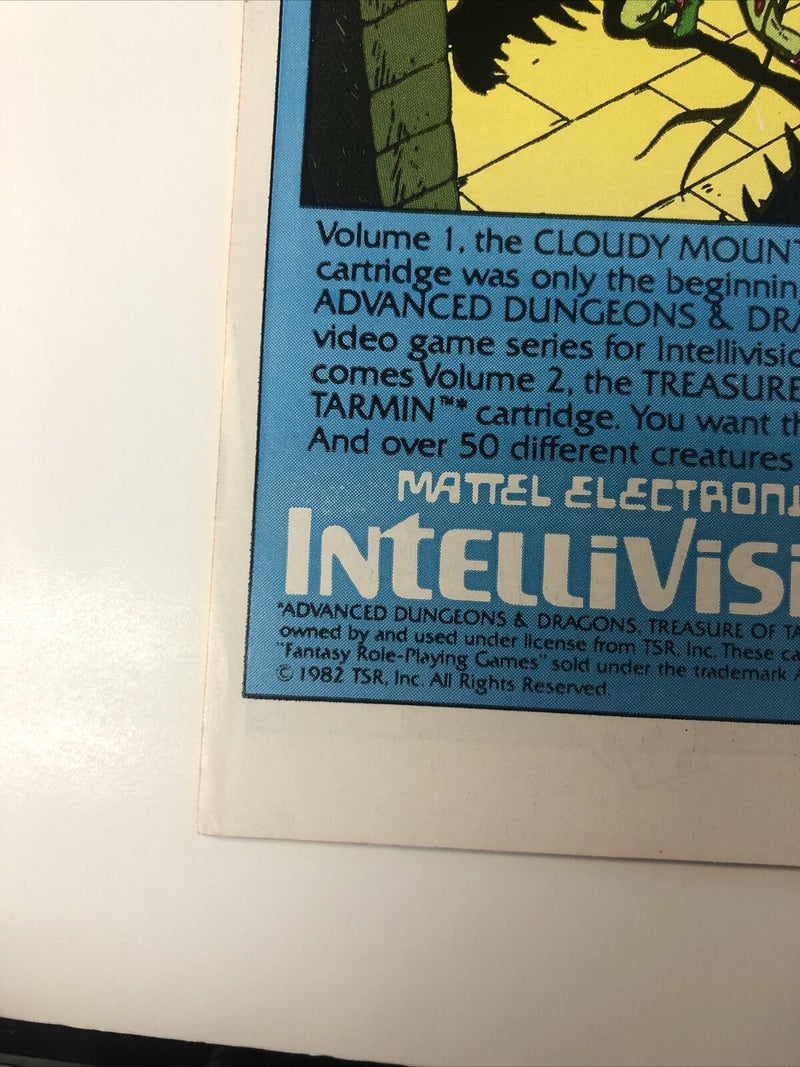 Volume 1, the CLOUDY MOUNT
cartridge was only the beginnin
ADVANCED DUNGEONS & DRA
video game series for Intellivisio
comes Volume 2, the TREASURE
TARMIN™* cartridge. You want th
And over 50 different creatures
MATTEL ELECTRONI
INTELLIVISI
*ADVANCED DUNGEONS & DRAGONS, TREASURE OF TA
owned by and used under license from TSR, Inc. These ca
"Fantasy Role-Playing Games" sold under the trademark A
© 1982 TSR, Inc. All Rights Reserved.